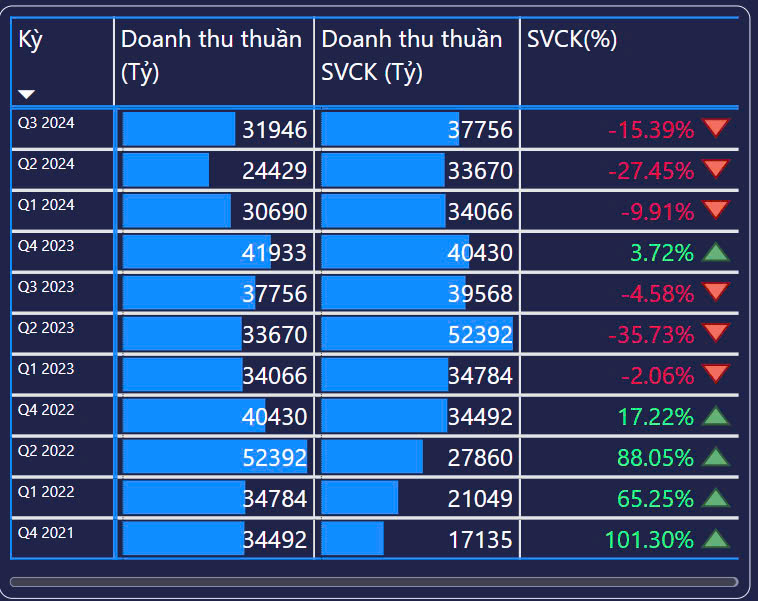 Kỳ Doanh thu thuần (Tỷ) Doanh thu thuần SVCK (Tỷ) SVCK(%)
Q3 2024 31946 37756 -15.39%
Q2 2024 24429 33670 -27.45%
Q1 2024 30690 34066 -9.91%
Q4 2023 41933 40430 3.72%
Q3 2023 37756 39568 -4.58%
Q2 2023 33670 52392 -35.73%
Q1 2023 34066 34784 -2.06%
Q4 2022 40430 34492 17.22%
Q2 2022 52392 27860 88.05%
Q1 2022 34784 21049 65.25%
Q4 2021 34492 17135 101.30%